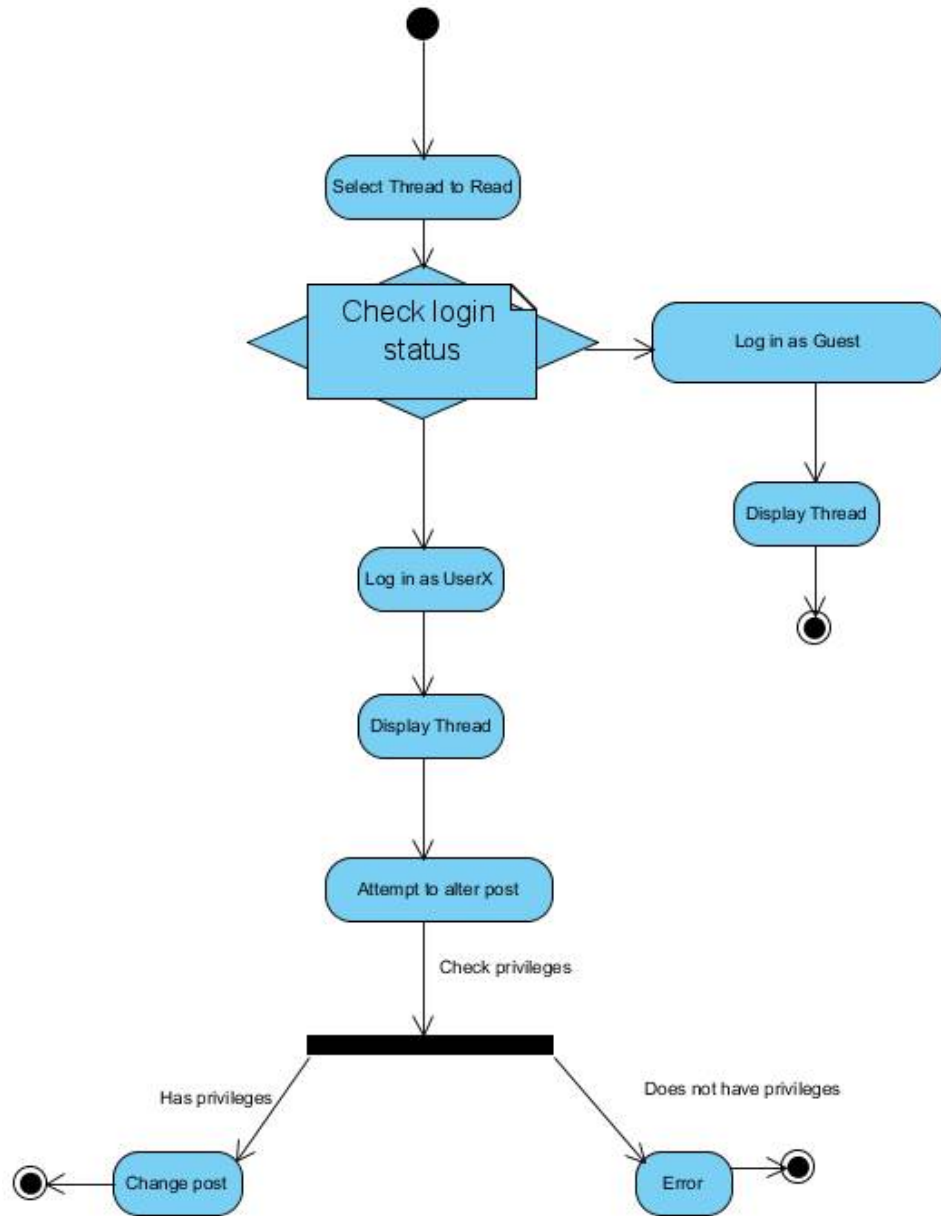 Select Thread to Read
Check login
status
Log in as Guest
Display Thread
Log in as UserX
Display Thread
Attempt to alter post
Check privileges
Has privileges
Does not have privileges
Change post
Error